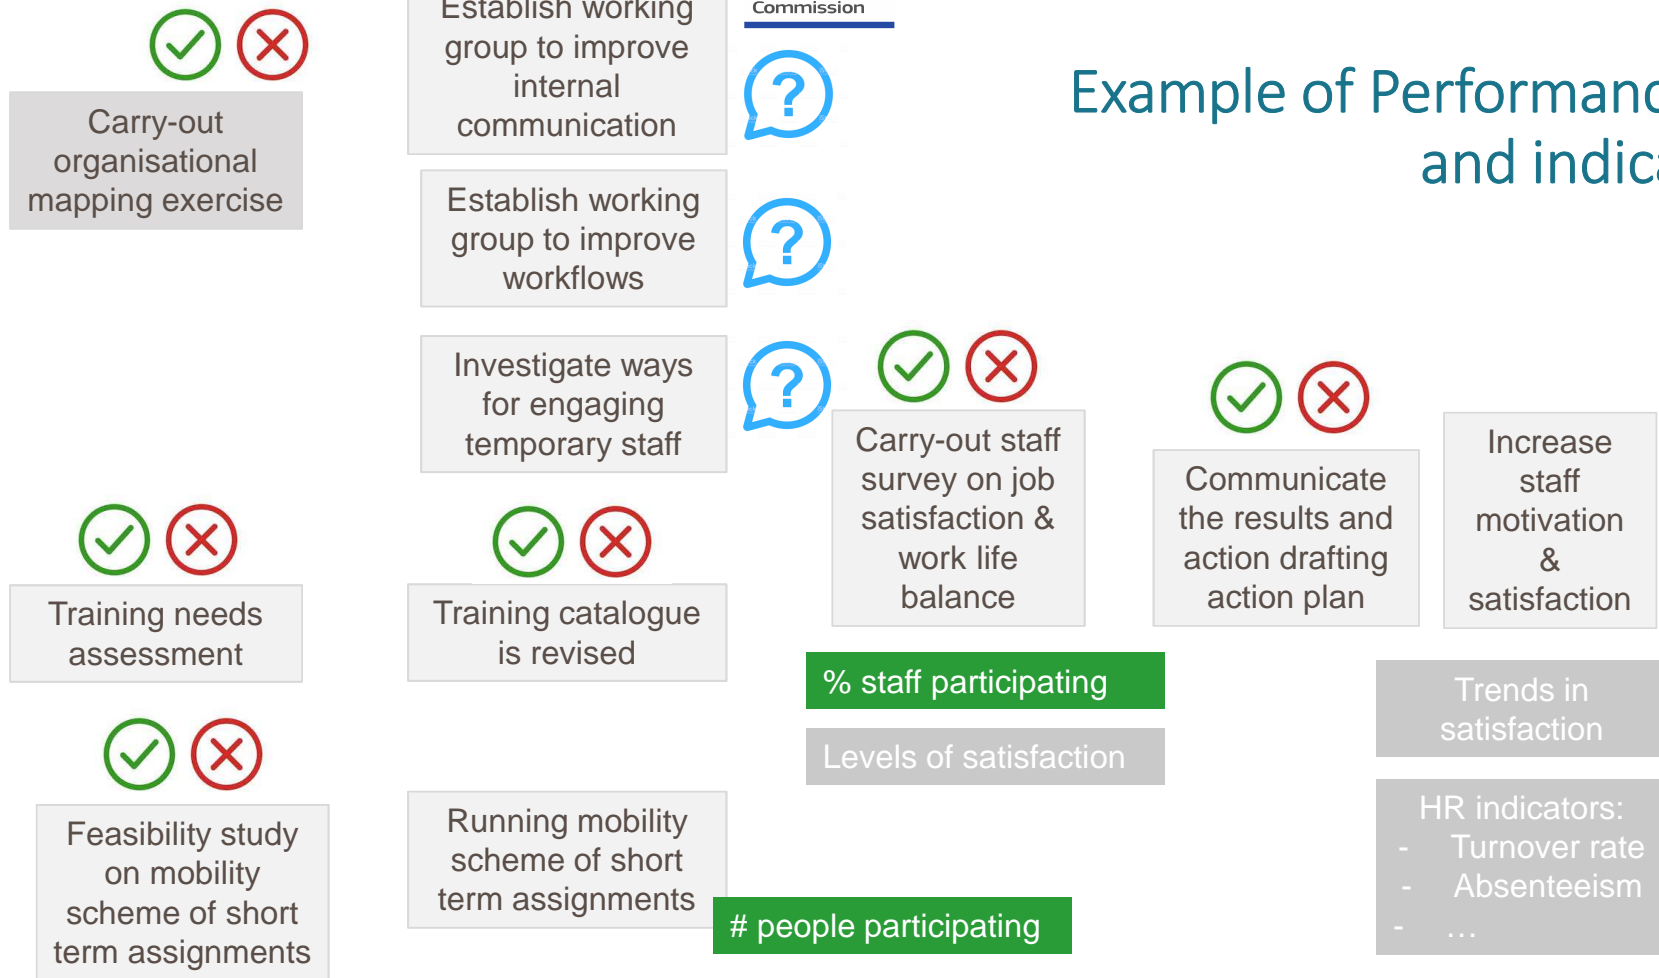 Commission
Example of Performanc
and indica
Carry-out
organisational
mapping exercise
Establish working
group to improve
internal
communication
?
Establish working
group to improve
workflows
?
Investigate ways
for engaging
temporary staff
?
Carry-out staff
survey on job
satisfaction &
work life
balance
Communicate
the results and
action drafting
action plan
Increase
staff
motivation
&
satisfaction
Training needs
assessment
Training catalogue
is revised
% staff participating
Levels of satisfaction
Trends in
satisfaction
HR indicators:
- Turnover rate
- Absenteeism
- …
Feasibility study
on mobility
scheme of short
term assignments
Running mobility
scheme of short
term assignments
# people participating